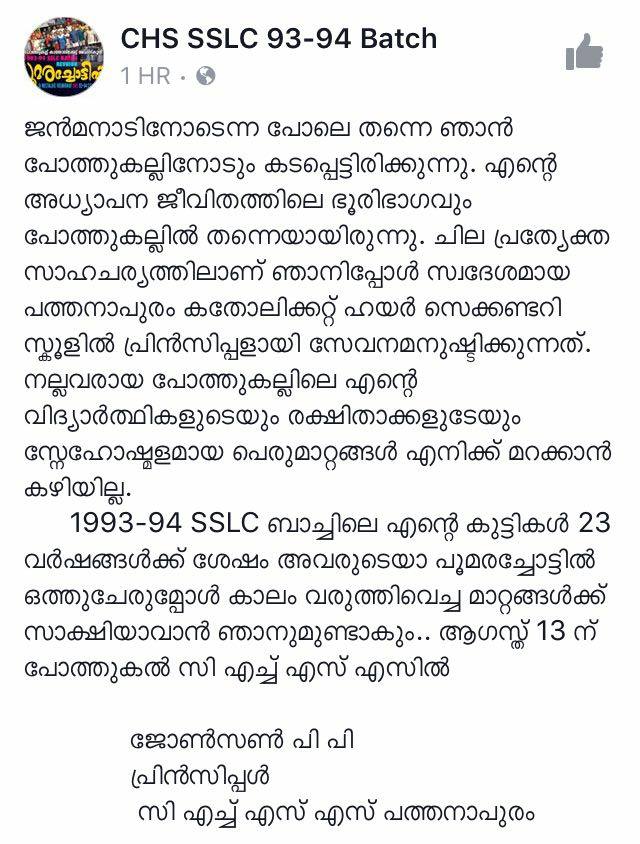 CHS SSLC 93-94 Batch
1 HR
ജൻമനാടിനോടെന്ന പോലെ തന്നെ ഞാൻ
പോത്തുകല്ലിനോടും കടപ്പെട്ടിരിക്കുന്നു. എന്റെ
അധ്യാപന ജീവിതത്തിലെ ഭൂരിഭാഗവും
പോത്തുകല്ലിൽ തന്നെയായിരുന്നു. ചില പ്രത്യേക്ത
സാഹചര്യത്തിലാണ് ഞാനിപ്പോൾ സ്വദേശമായ
പത്തനാപുരം കതോലിക്കറ്റ് ഹയർ സെക്കണ്ടറി
സ്കൂളിൽ പ്രിൻസിപ്പളായി സേവനമനുഷ്ടിക്കുന്നത്.
നല്ലവരായ പോത്തുകല്ലിലെ എന്റെ
വിദ്യാർത്ഥികളുടെയും രക്ഷിതാക്കളുടേയും
സ്നേഹോഷ്മളമായ പെരുമാറ്റങ്ങൾ എനിക്ക് മറക്കാൻ
കഴിയില്ല.
1993-94 SSLC ബാച്ചിലെ എന്റെ കുട്ടികൾ 23
വർഷങ്ങൾക്ക് ശേഷം അവരുടെയാ പൂമരച്ചോട്ടിൽ
ഒത്തുചേരുമ്പോൾ കാലം വരുത്തിവെച്ച മാറ്റങ്ങൾക്ക്
സാക്ഷിയാവാൻ ഞാനുമുണ്ടാകും.. ആഗസ്ത് 13 ന്
പോത്തുകൽ സി എച്ച് എസ് എസിൽ
ജോൺസൺ പി പി
പ്രിൻസിപ്പൾ
സി എച്ച് എസ് എസ് പത്തനാപുരം